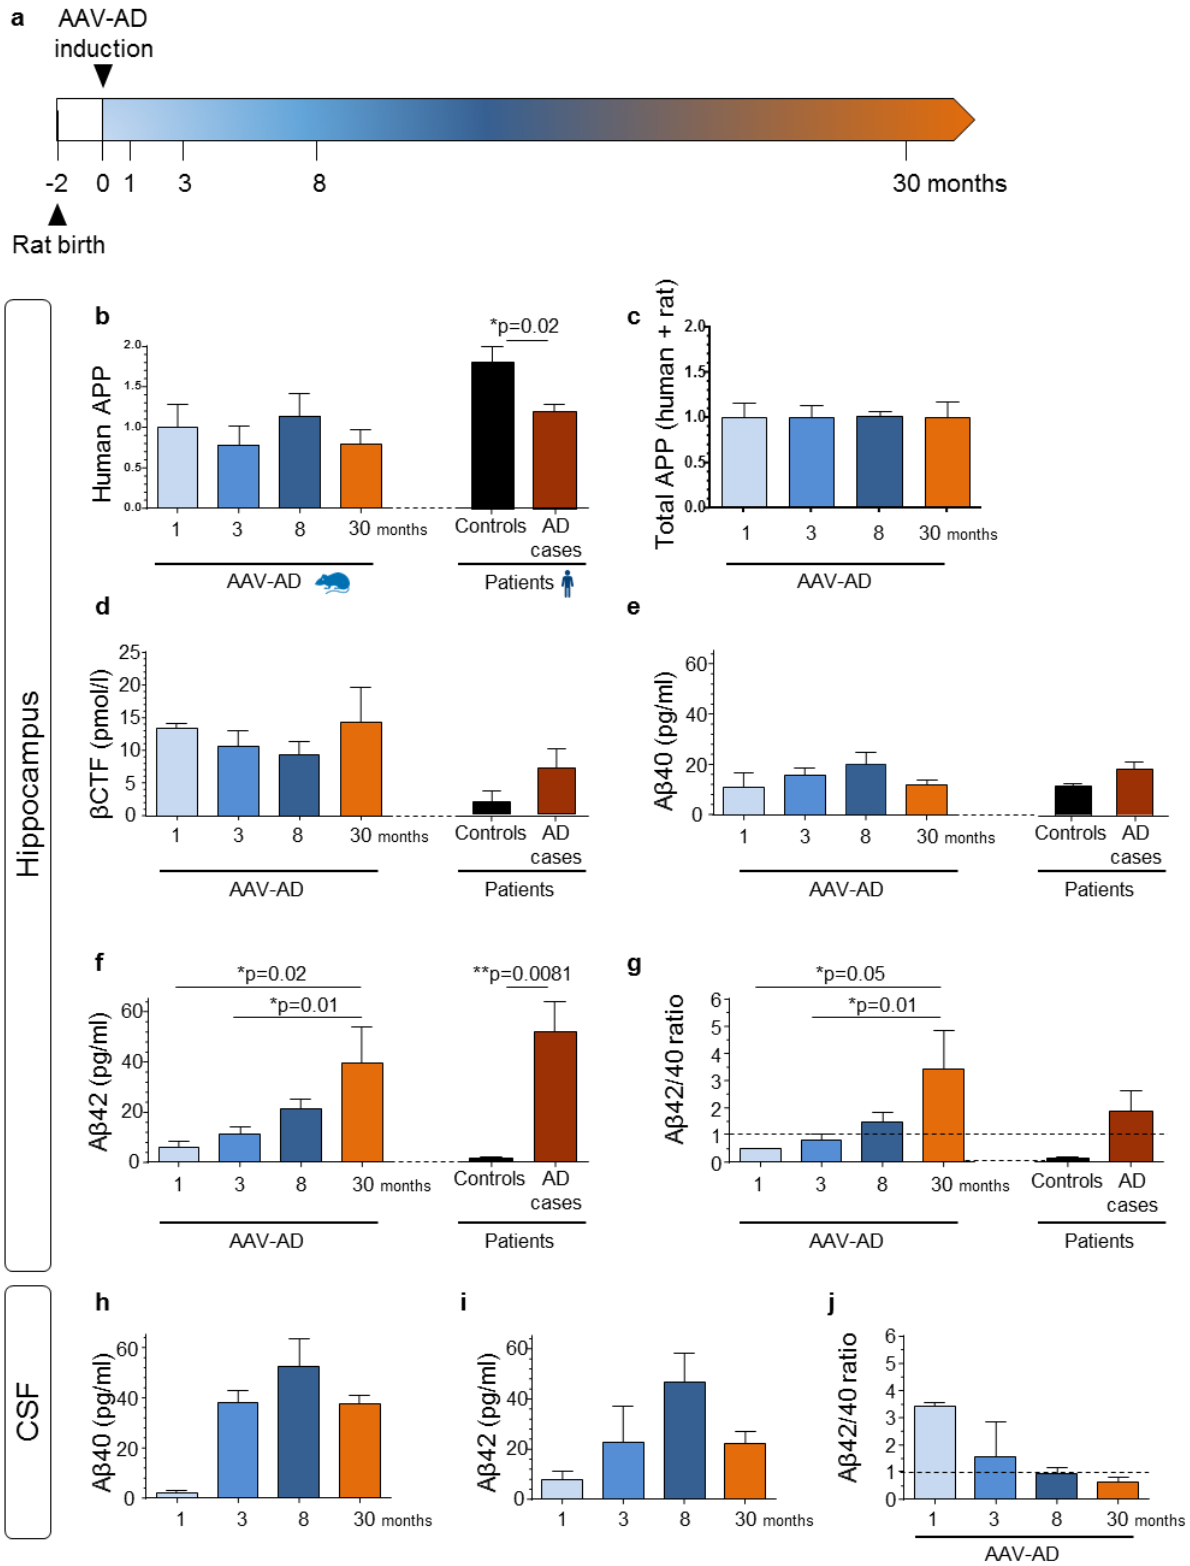 a
AAV-AD
induction
-2 0 1 3 8 30 months
Rat birth
Hippocampus
b
*p=0.02
Human APP
2.0
1.5
1.0
0.5
0.0
1 3 8 30 months
Controls AD
cases
AAV-AD
Patients
c
Total APP (human + rat)
2.0
1.5
1.0
0.5
0.0
1 3 8 30 months
AAV-AD
d
βCTF (pmol/l)
25
20
15
10
5
0
1 3 8 30 months
Controls AD
cases
AAV-AD
Patients
e
Aβ40 (pg/ml)
60
40
20
0
1 3 8 30 months
Controls AD
cases
AAV-AD
Patients
f
*p=0.02
*p=0.01
**p=0.0081
Aβ42 (pg/ml)
60
40
20
0
1 3 8 30 months
Controls AD
cases
AAV-AD
Patients
g
*p=0.05
*p=0.01
Aβ42/40 ratio
6
5
4
3
2
1
0
1 3 8 30 months
Controls AD
cases
AAV-AD
Patients
CSF
h
Aβ40 (pg/ml)
60
40
20
0
1 3 8 30 months
i
Aβ42 (pg/ml)
60
40
20
0
1 3 8 30 months
j
Aβ42/40 ratio
6
5
4
3
2
1
0
1 3 8 30 months
AAV-AD